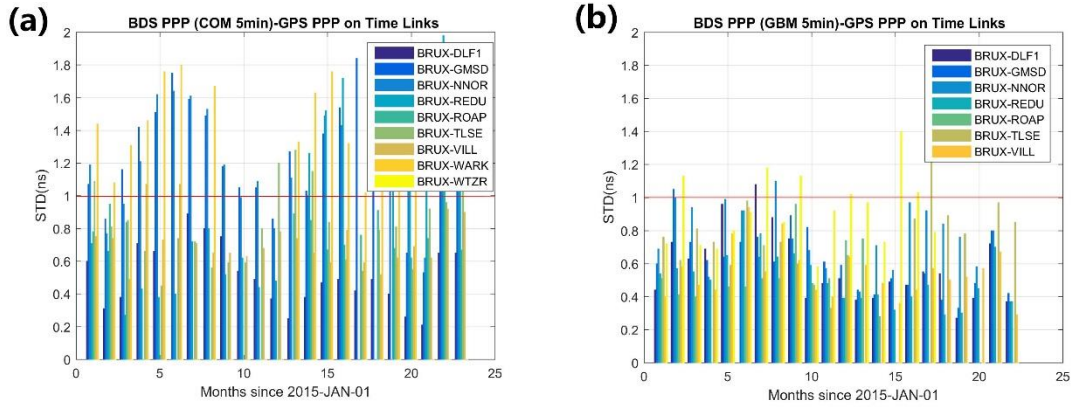 (a)
BDS PPP (COM 5min)-GPS PPP on Time Links
STD(ns)
2
1.8
1.6
1.4
1.2
1
0.8
0.6
0.4
0.2
0
BRUX-DLF1
BRUX-GMSD
BRUX-NNOR
BRUX-REDU
BRUX-ROAP
BRUX-TLSE
BRUX-VILL
BRUX-WARK
BRUX-WTZR
0 5 10 15 20 25
Months since 2015-JAN-01
(b)
BDS PPP (GBM 5min)-GPS PPP on Time Links
STD(ns)
2
1.8
1.6
1.4
1.2
1
0.8
0.6
0.4
0.2
0
BRUX-DLF1
BRUX-GMSD
BRUX-NNOR
BRUX-REDU
BRUX-ROAP
BRUX-TLSE
BRUX-VILL
0 5 10 15 20 25
Months since 2015-JAN-01